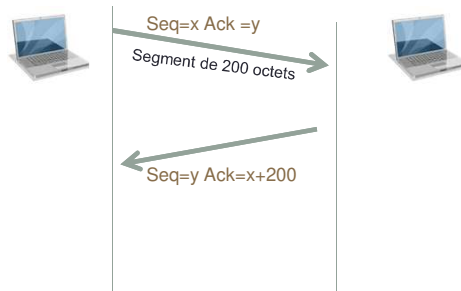 Seq=x Ack =y
Segment de 200 octets
Seq=y Ack=x+200